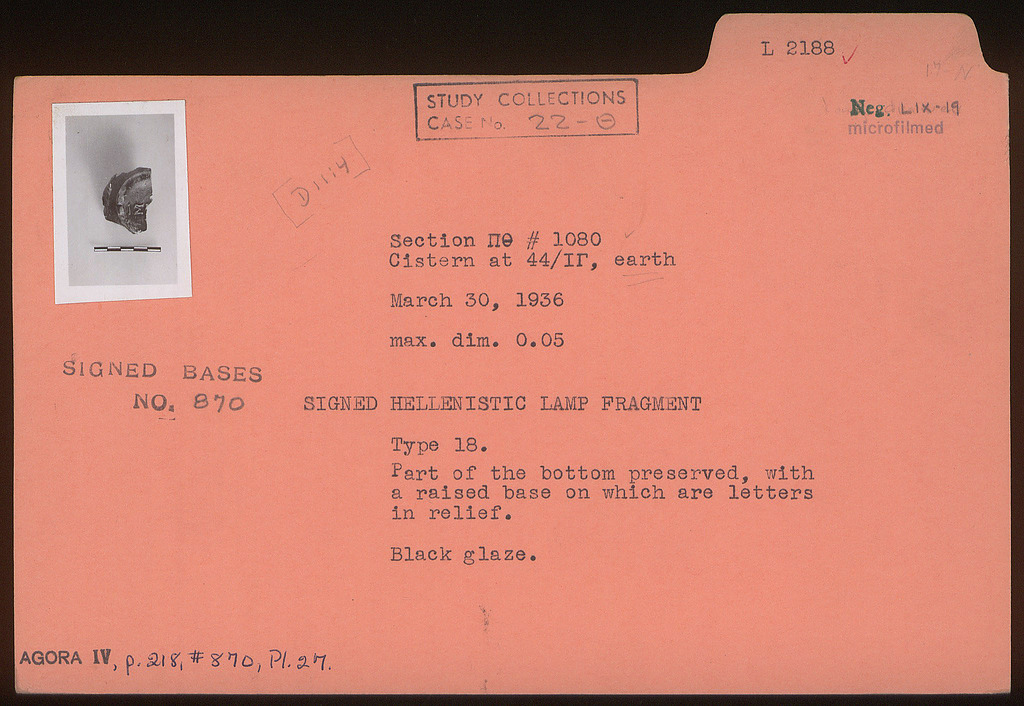 L 2188 ✓
17-N
STUDY COLLECTIONS
CASE No. 22-Θ
Neg. LIX-19
microfilmed
D 1114
Section ΠΘ # 1080
Cistern at 44/ΙΓ, earth
March 30, 1936
max. dim. 0.05
SIGNED BASES
NO. 870
SIGNED HELLENISTIC LAMP FRAGMENT
Type 18.
Part of the bottom preserved, with
a raised base on which are letters
in relief.
Black glaze.
AGORA IV, p. 218, #870, Pl. 27.